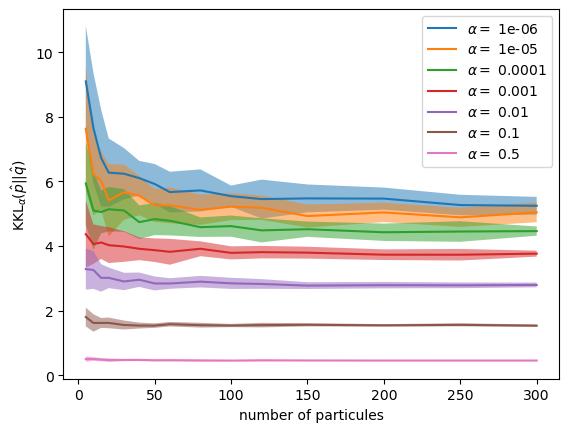 α = 1e-06
α = 1e-05
α = 0.0001
α = 0.001
α = 0.01
α = 0.1
α = 0.5
10
8
6
4
2
0
KKLα(p̂||q̂)
0 50 100 150 200 250 300
number of particules